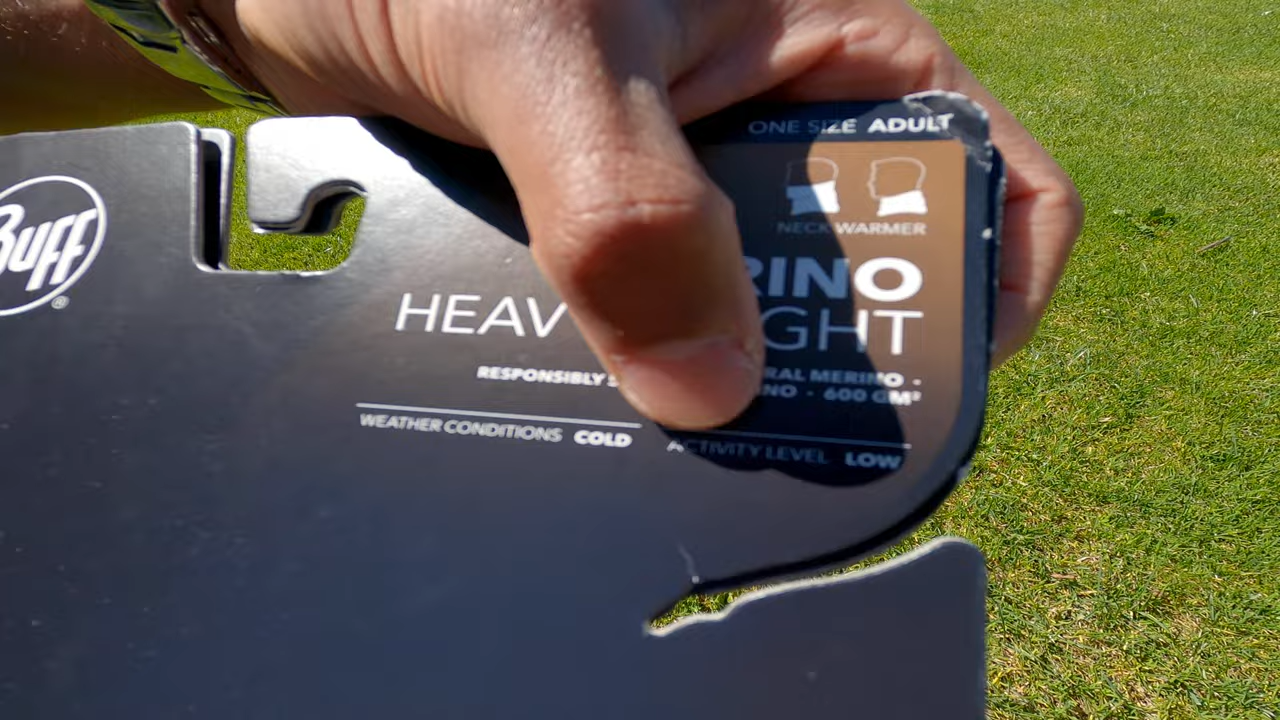 ONE SIZE ADULT
BUFF
®
NECK WARMER
RINO
HEAV GHT
RESPONSIBLY S RAL MERINO ·
NO · 600 GM²
WEATHER CONDITIONS COLD ACTIVITY LEVEL LOW